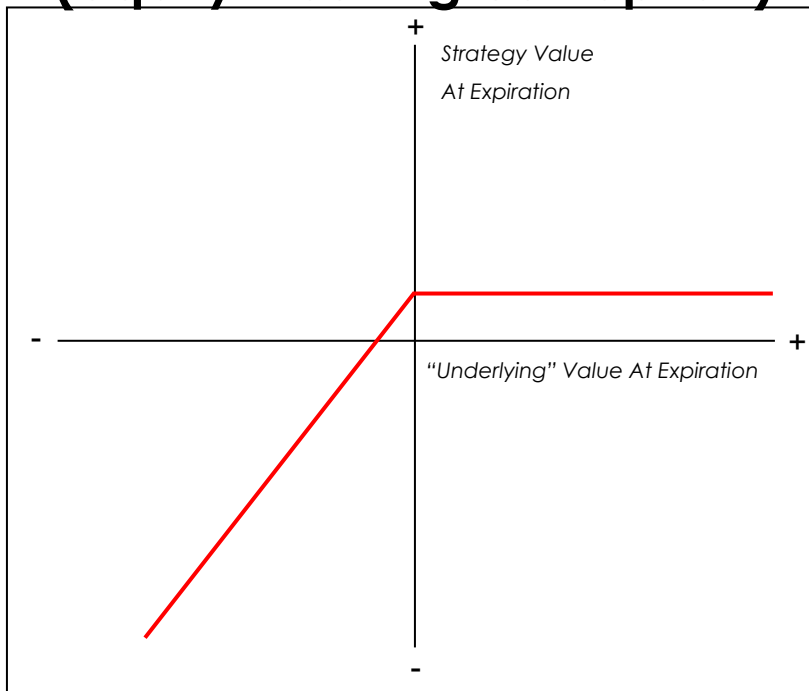 +
Strategy Value
At Expiration
-
+
“Underlying” Value At Expiration
-